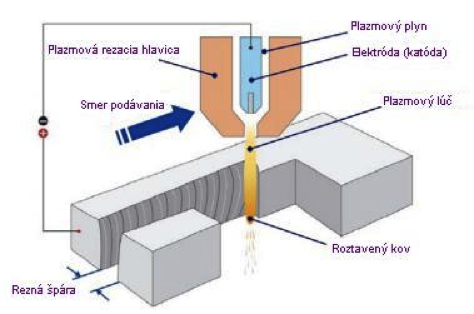 Plazmový plyn
Plazmová rezacia hlavica
Elektróda (katóda)
Smer podávania
Plazmový lúč
Roztavený kov
Rezná špára